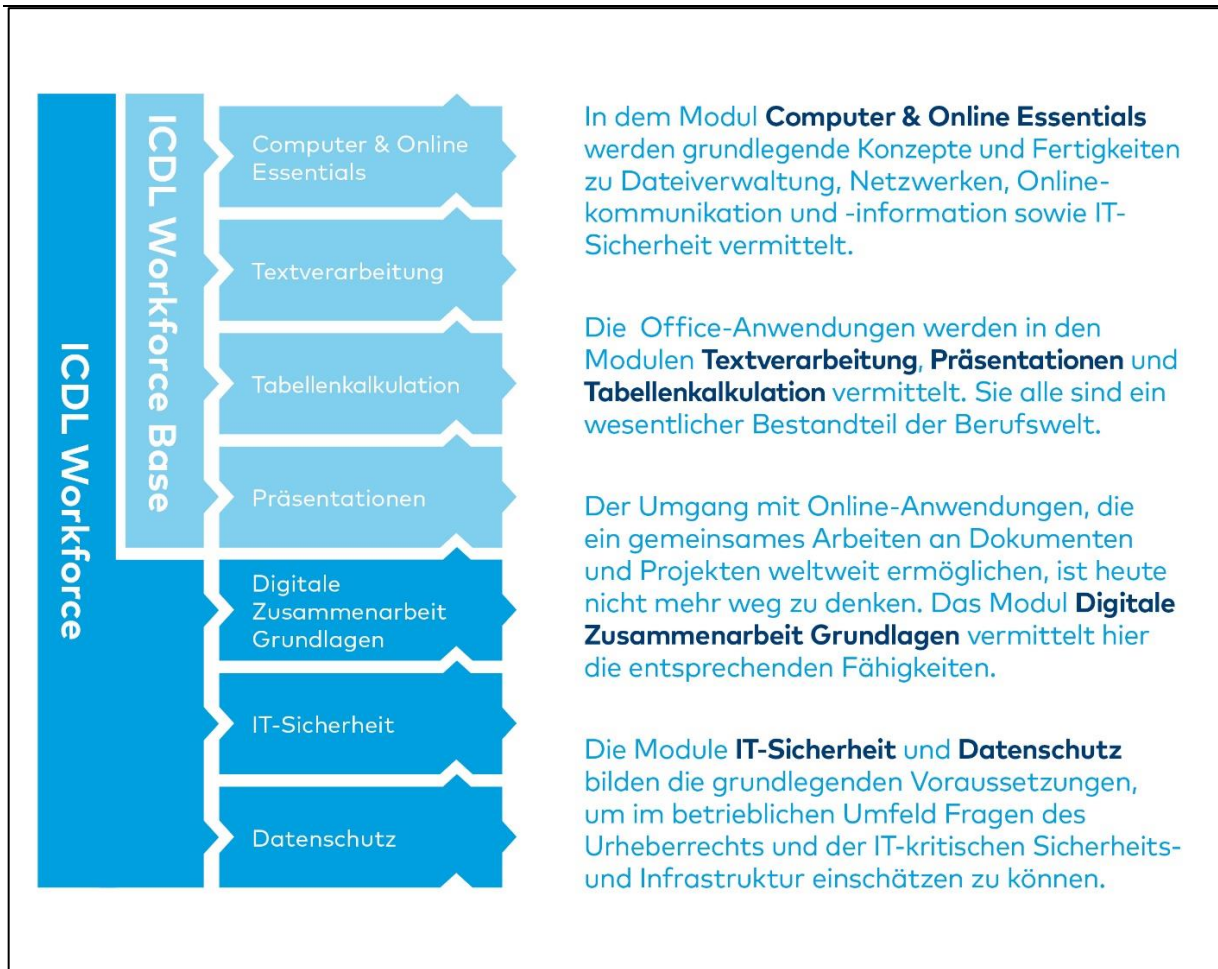 ICDL Workforce
ICDL Workforce Base
Computer & Online
Essentials
Textverarbeitung
Tabellenkalkulation
Präsentationen
Digitale
Zusammenarbeit
Grundlagen
IT-Sicherheit
Datenschutz
In dem Modul Computer & Online Essentials
werden grundlegende Konzepte und Fertigkeiten
zu Dateiverwaltung, Netzwerken, Online-
kommunikation und -information sowie IT-
Sicherheit vermittelt.
Die Office-Anwendungen werden in den
Modulen Textverarbeitung, Präsentationen und
Tabellenkalkulation vermittelt. Sie alle sind ein
wesentlicher Bestandteil der Berufswelt.
Der Umgang mit Online-Anwendungen, die
ein gemeinsames Arbeiten an Dokumenten
und Projekten weltweit ermöglichen, ist heute
nicht mehr weg zu denken. Das Modul Digitale
Zusammenarbeit Grundlagen vermittelt hier
die entsprechenden Fähigkeiten.
Die Module IT-Sicherheit und Datenschutz
bilden die grundlegenden Voraussetzungen,
um im betrieblichen Umfeld Fragen des
Urheberrechts und der IT-kritischen Sicherheits-
und Infrastruktur einschätzen zu können.